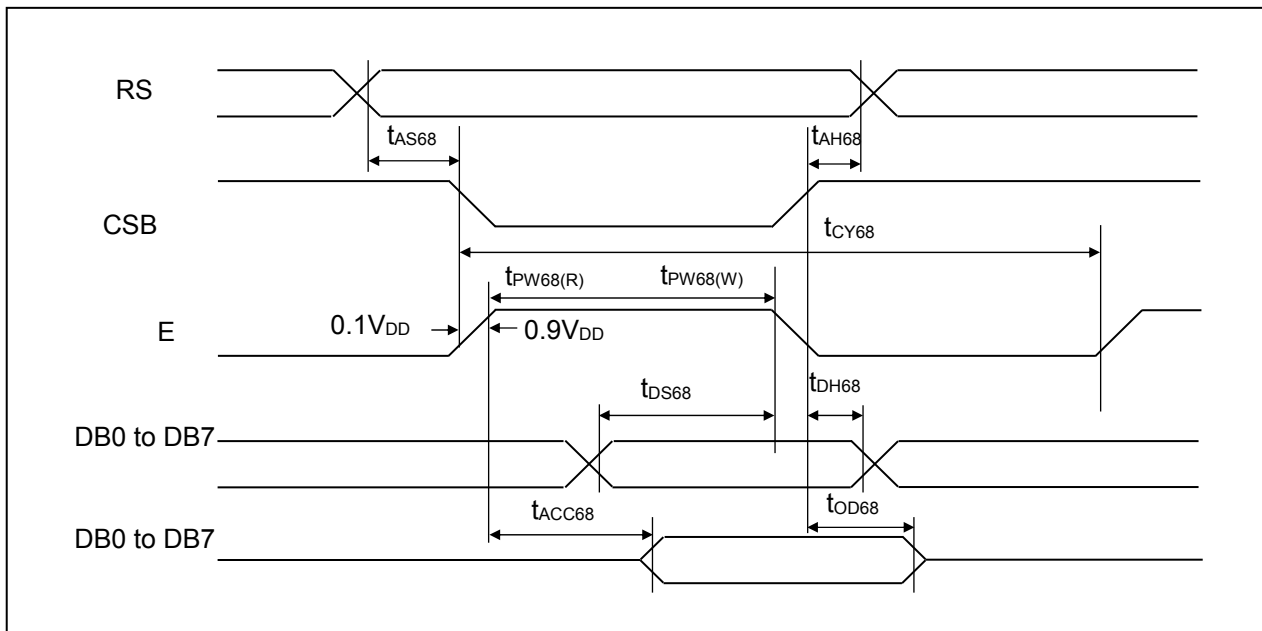 RS
tAS68
tAH68
CSB
tCY68
tPW68(R)
tPW68(W)
E
0.1VDD
0.9VDD
tDS68
tDH68
DB0 to DB7
tACC68
tOD68
DB0 to DB7